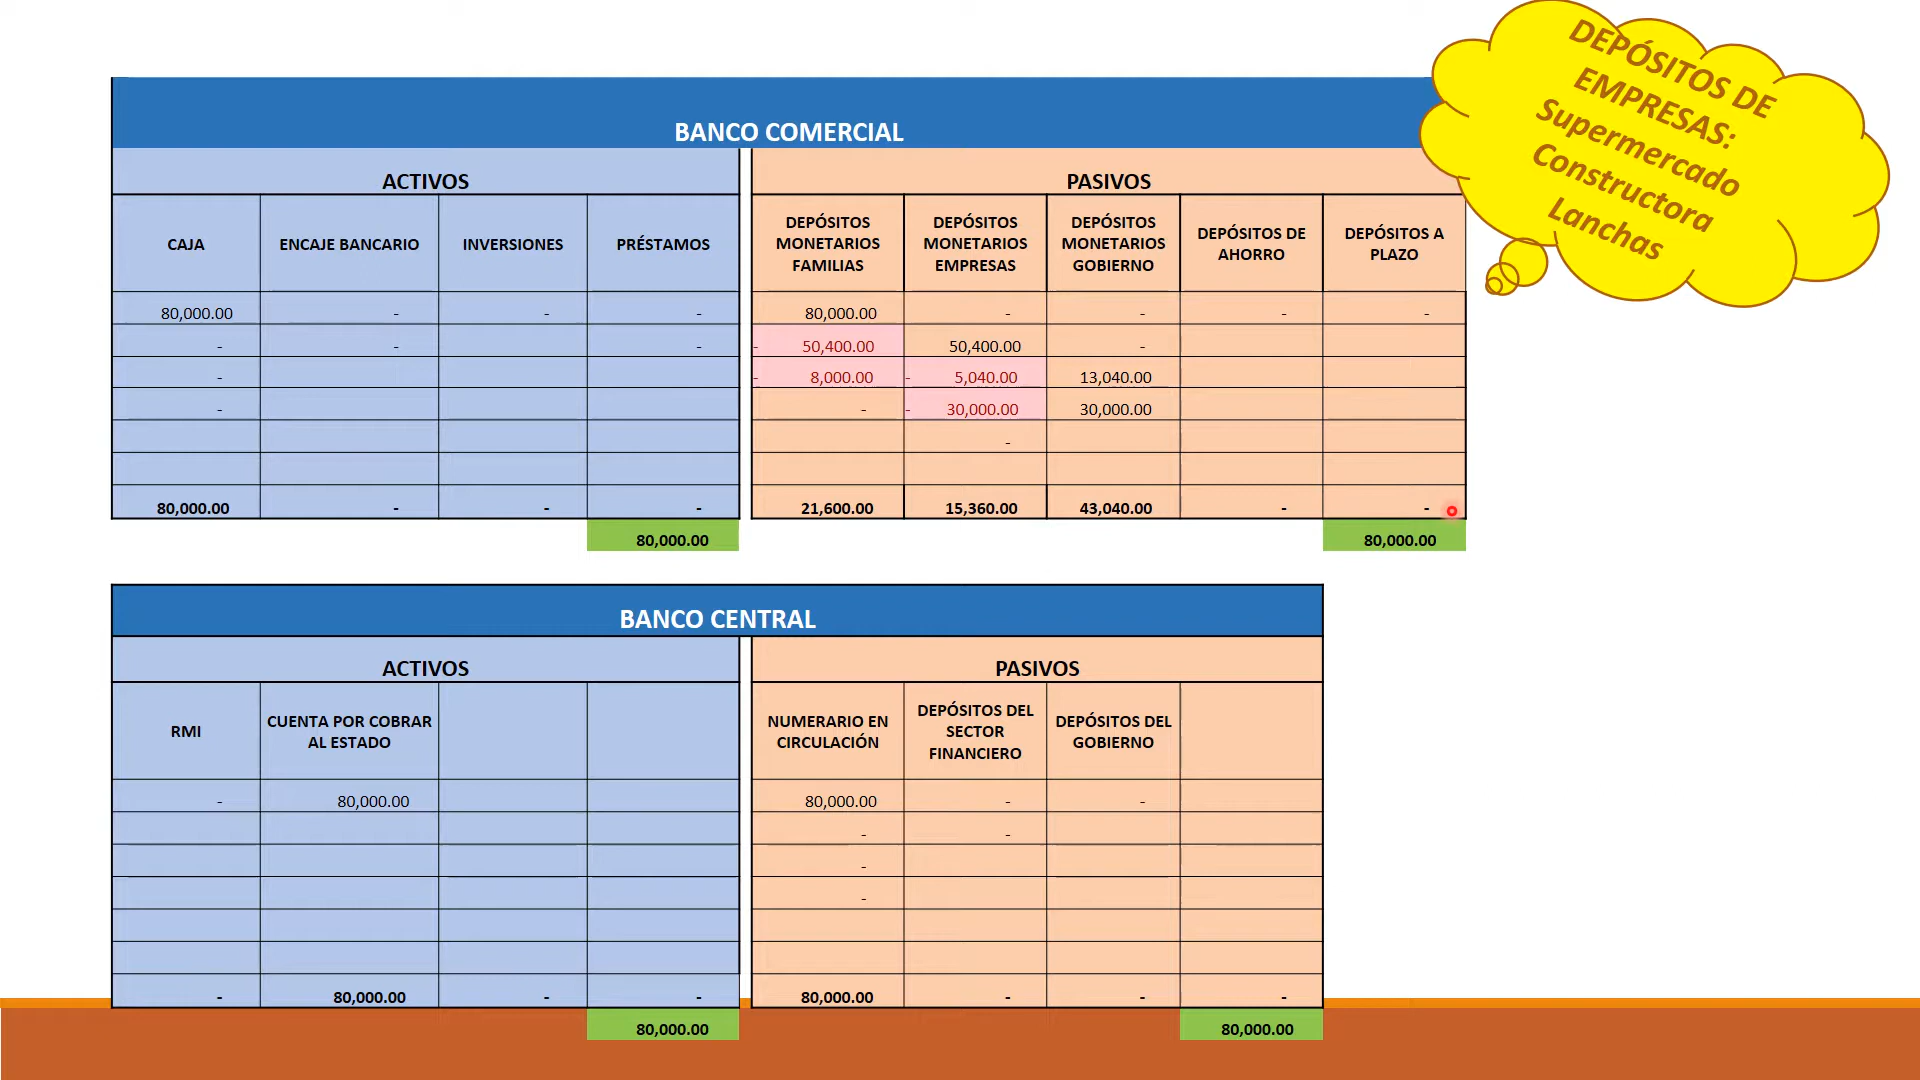 DEPÓSITOS DE
EMPRESAS:
Supermercado
Constructora
Lanchas
BANCO COMERCIAL
ACTIVOS PASIVOS
CAJA ENCAJE BANCARIO INVERSIONES PRÉSTAMOS DEPÓSITOS MONETARIOS FAMILIAS DEPÓSITOS MONETARIOS EMPRESAS DEPÓSITOS MONETARIOS GOBIERNO DEPÓSITOS DE AHORRO DEPÓSITOS A PLAZO
80,000.00 - - - 80,000.00 - - - -
- - - - 50,400.00 50,400.00 -
- - 8,000.00 - 5,040.00 13,040.00
- - - 30,000.00 30,000.00
-
80,000.00 - - - 21,600.00 15,360.00 43,040.00 - -
80,000.00 80,000.00
BANCO CENTRAL
ACTIVOS PASIVOS
RMI CUENTA POR COBRAR AL ESTADO NUMERARIO EN CIRCULACIÓN DEPÓSITOS DEL SECTOR FINANCIERO DEPÓSITOS DEL GOBIERNO
- 80,000.00 80,000.00 - -
- -
-
-
- 80,000.00 - - 80,000.00 - - -
80,000.00 80,000.00